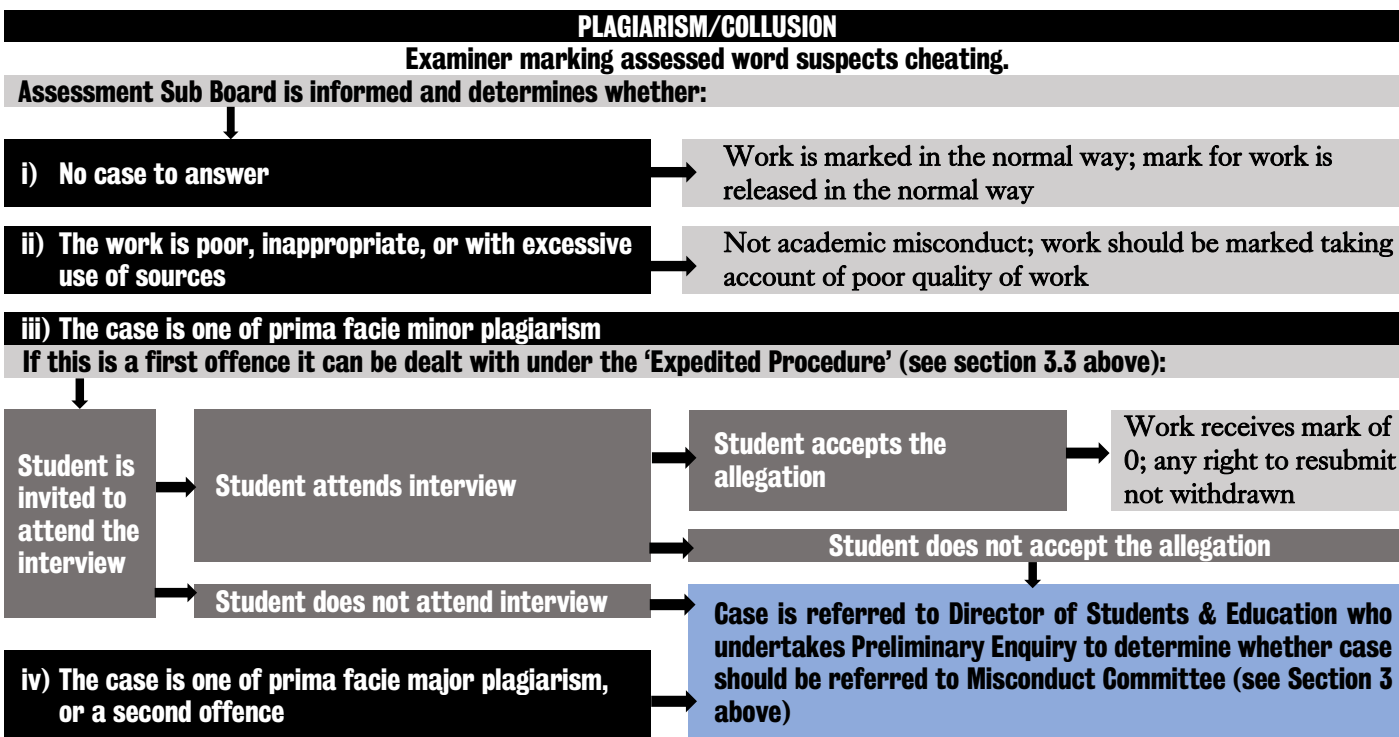 PLAGIARISM/COLLUSION
Examiner marking assessed word suspects cheating.
Assessment Sub Board is informed and determines whether:
i) No case to answer
Work is marked in the normal way; mark for work is
released in the normal way
ii) The work is poor, inappropriate, or with excessive
use of sources
Not academic misconduct; work should be marked taking
account of poor quality of work
iii) The case is one of prima facie minor plagiarism
If this is a first offence it can be dealt with under the ‘Expedited Procedure’ (see section 3.3 above):
Student is
invited to
attend the
interview
Student attends interview
Student accepts the
allegation
Work receives mark of
0; any right to resubmit
not withdrawn
Student does not accept the allegation
Student does not attend interview
Case is referred to Director of Students & Education who
undertakes Preliminary Enquiry to determine whether case
should be referred to Misconduct Committee (see Section 3
above)
iv) The case is one of prima facie major plagiarism,
or a second offence